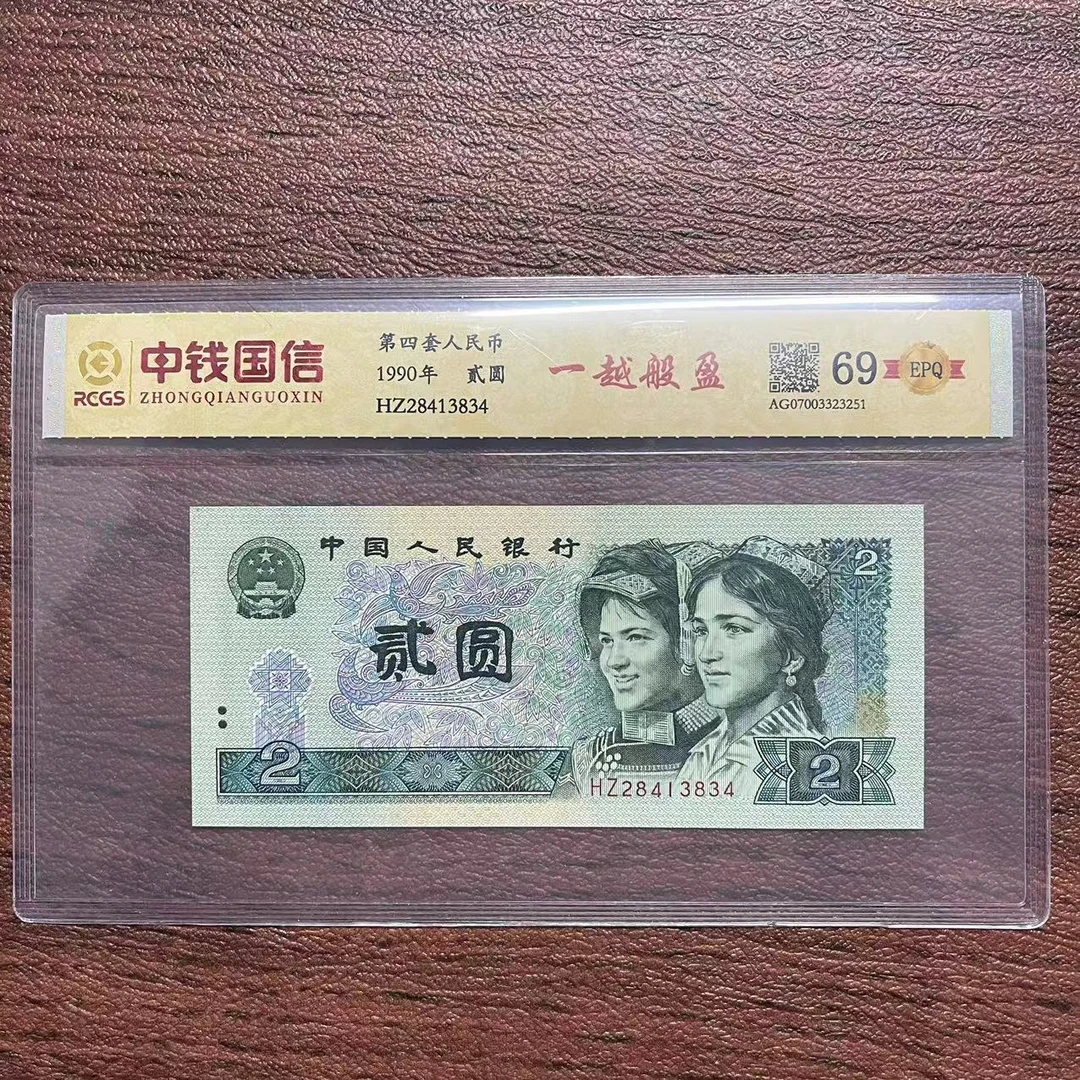 RCGS
中钱国信
ZHONGQIANGUOXIN
第四套人民币
1990年 贰圆
HZ28413834
一越般盈
AG07003323251
69
EPQ
中国人民银行
2
贰圆
2
HZ28413834
2